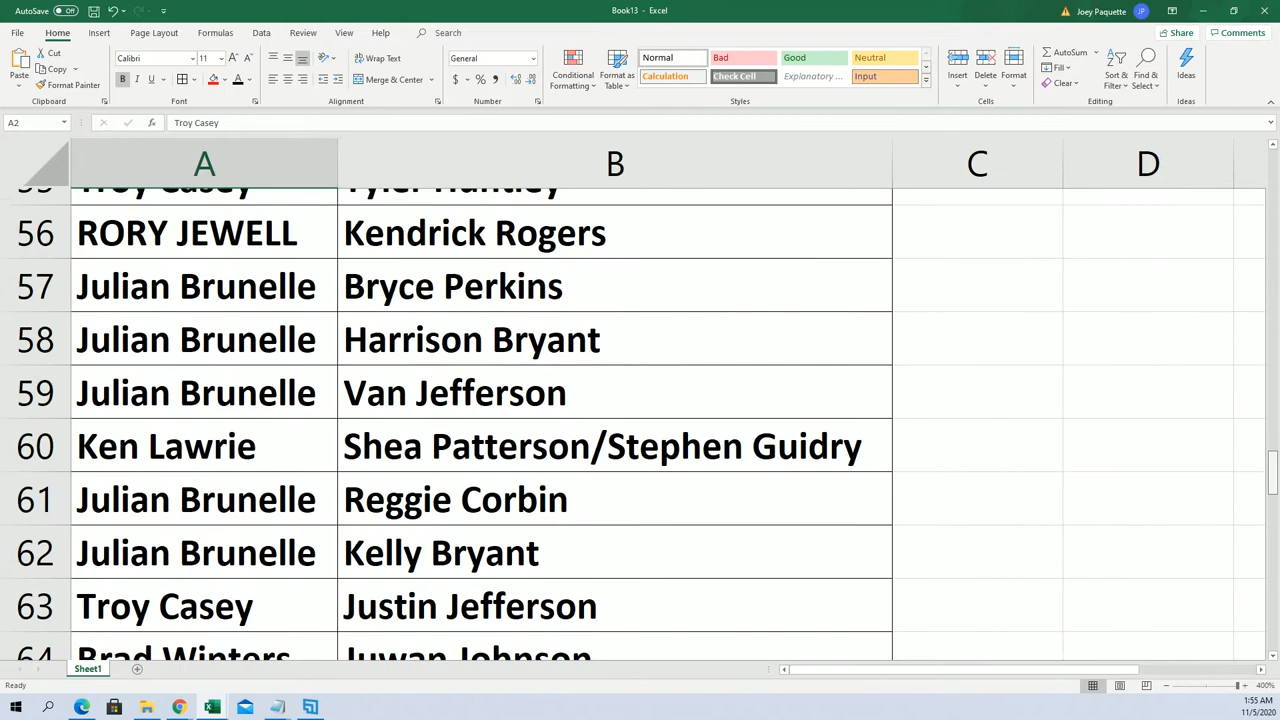 AutoSave Off Book13 - Excel Joey Paquette JP
File Home Insert Page Layout Formulas Data Review View Help Search Share Comments
Paste Cut Copy Format Painter Clipboard
Calibri 11 A A B I U A Font
ab Wrap Text Merge & Center Alignment
General $ % , Number
Conditional Formatting Format as Table
Normal Bad Good Neutral
Calculation Check Cell Explanatory ... Input
Styles
Insert Delete Format Cells
AutoSum Fill Clear Sort & Filter Find & Select Editing
Ideas Ideas
A2 fx Troy Casey
A B C D
55 Troy Casey Tyler Huntley
56 RORY JEWELL Kendrick Rogers
57 Julian Brunelle Bryce Perkins
58 Julian Brunelle Harrison Bryant
59 Julian Brunelle Van Jefferson
60 Ken Lawrie Shea Patterson/Stephen Guidry
61 Julian Brunelle Reggie Corbin
62 Julian Brunelle Kelly Bryant
63 Troy Casey Justin Jefferson
64 Brad Winters Juwan Johnson
Sheet1
Ready 400%
1:55 AM
11/5/2020